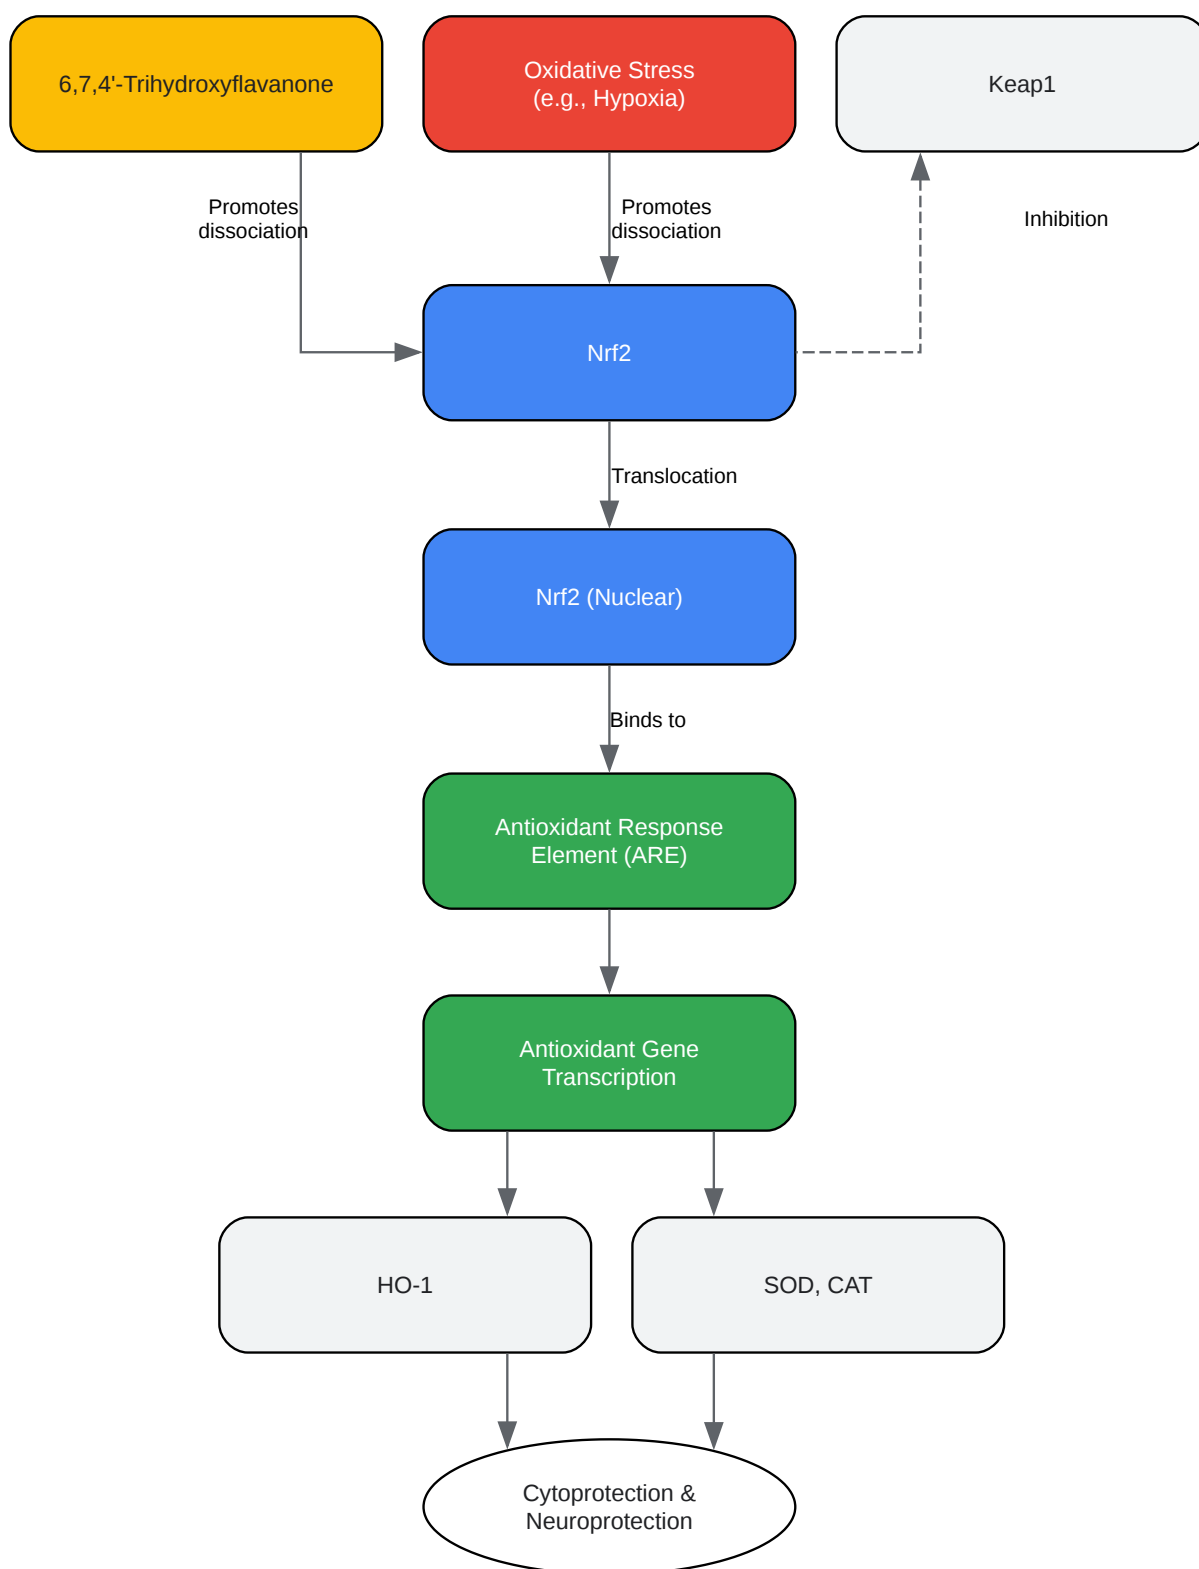 6,7,4'-Trihydroxyflavanone
Oxidative Stress
(e.g., Hypoxia)
Keap1
Promotes
dissociation
Promotes
dissociation
Inhibition
Nrf2
Translocation
Nrf2 (Nuclear)
Binds to
Antioxidant Response
Element (ARE)
Antioxidant Gene
Transcription
HO-1
SOD, CAT
Cytoprotection &
Neuroprotection